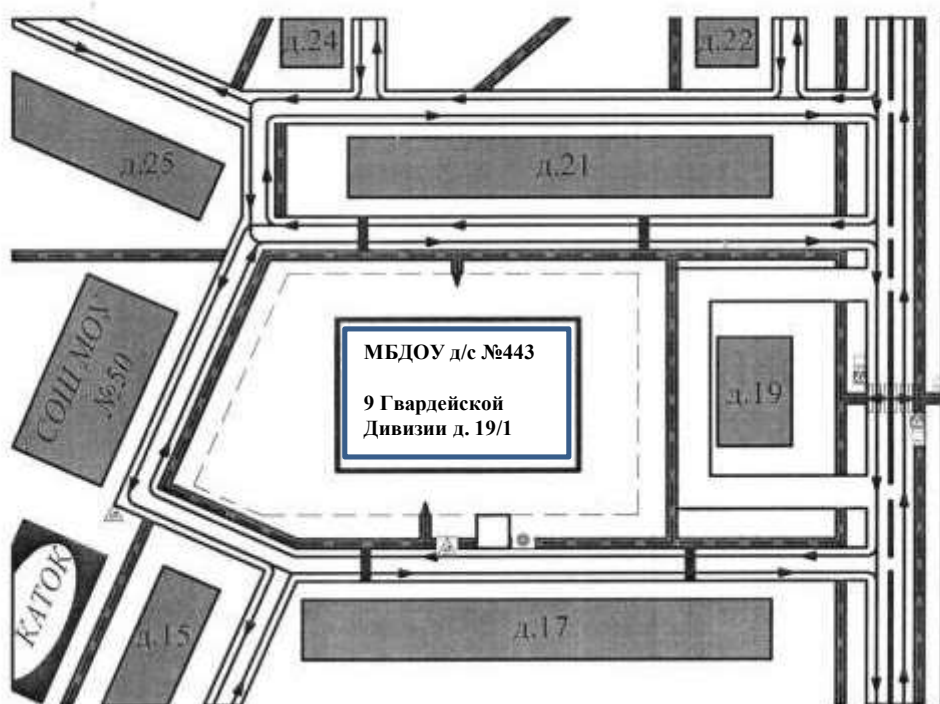 д.24
д.22
д.25
д.21
СОШ МОУ
№50
МБДОУ д/с №443
9 Гвардейской
Дивизии д. 19/1
д.19
КАТОК
д.15
д.17